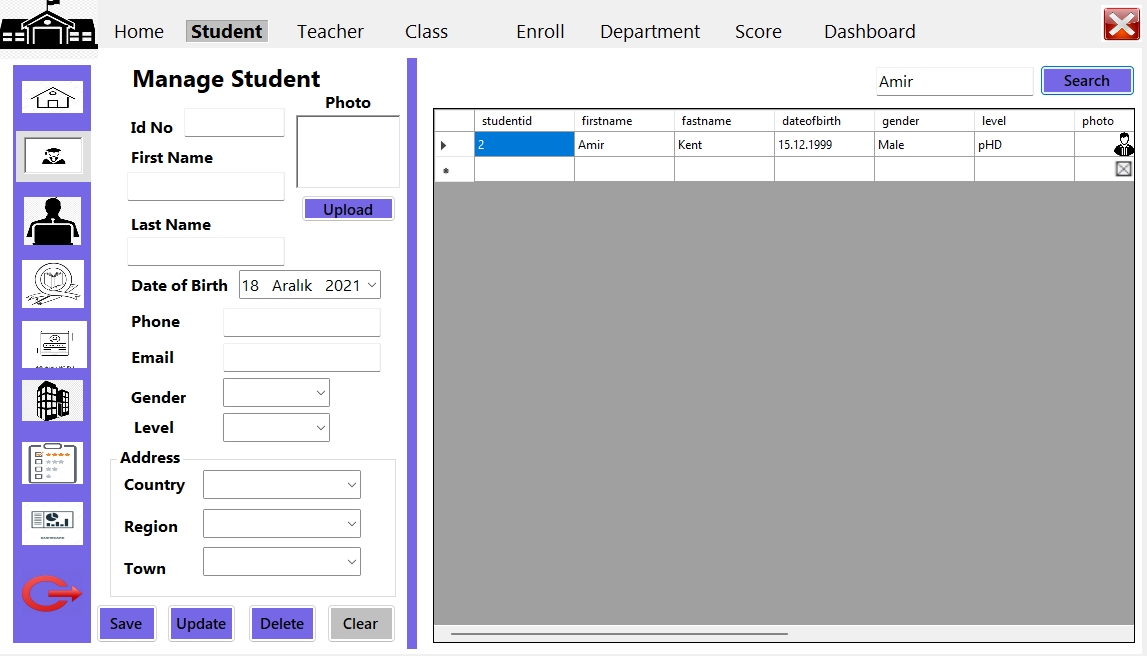 Home Student Teacher Class Enroll Department Score Dashboard
Manage Student
Photo
Id No
First Name
Upload
Last Name
Date of Birth 18 Aralık 2021
Phone
Email
Gender
Level
Address
Country
Region
Town
Save Update Delete Clear
Amir Search
studentid firstname fastname dateofbirth gender level photo
2 Amir Kent 15.12.1999 Male pHD